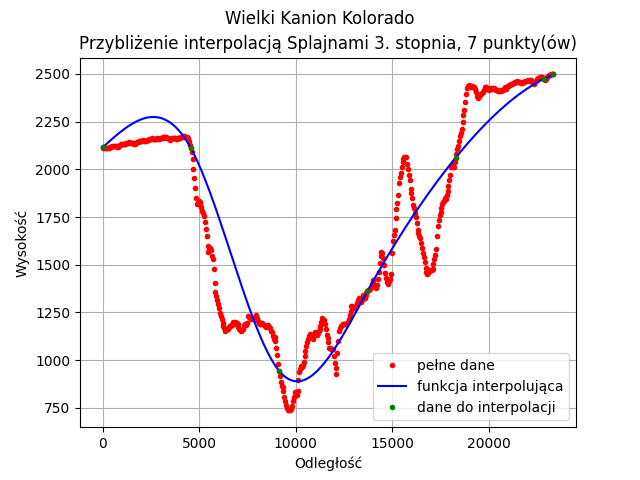 Wielki Kanion Kolorado
Przybliżenie interpolacją Splajnami 3. stopnia, 7 punkty(ów)
Wysokość
2500
2250
2000
1750
1500
1250
1000
750
0
5000
10000
15000
20000
Odległość
pełne dane
funkcja interpolująca
dane do interpolacji